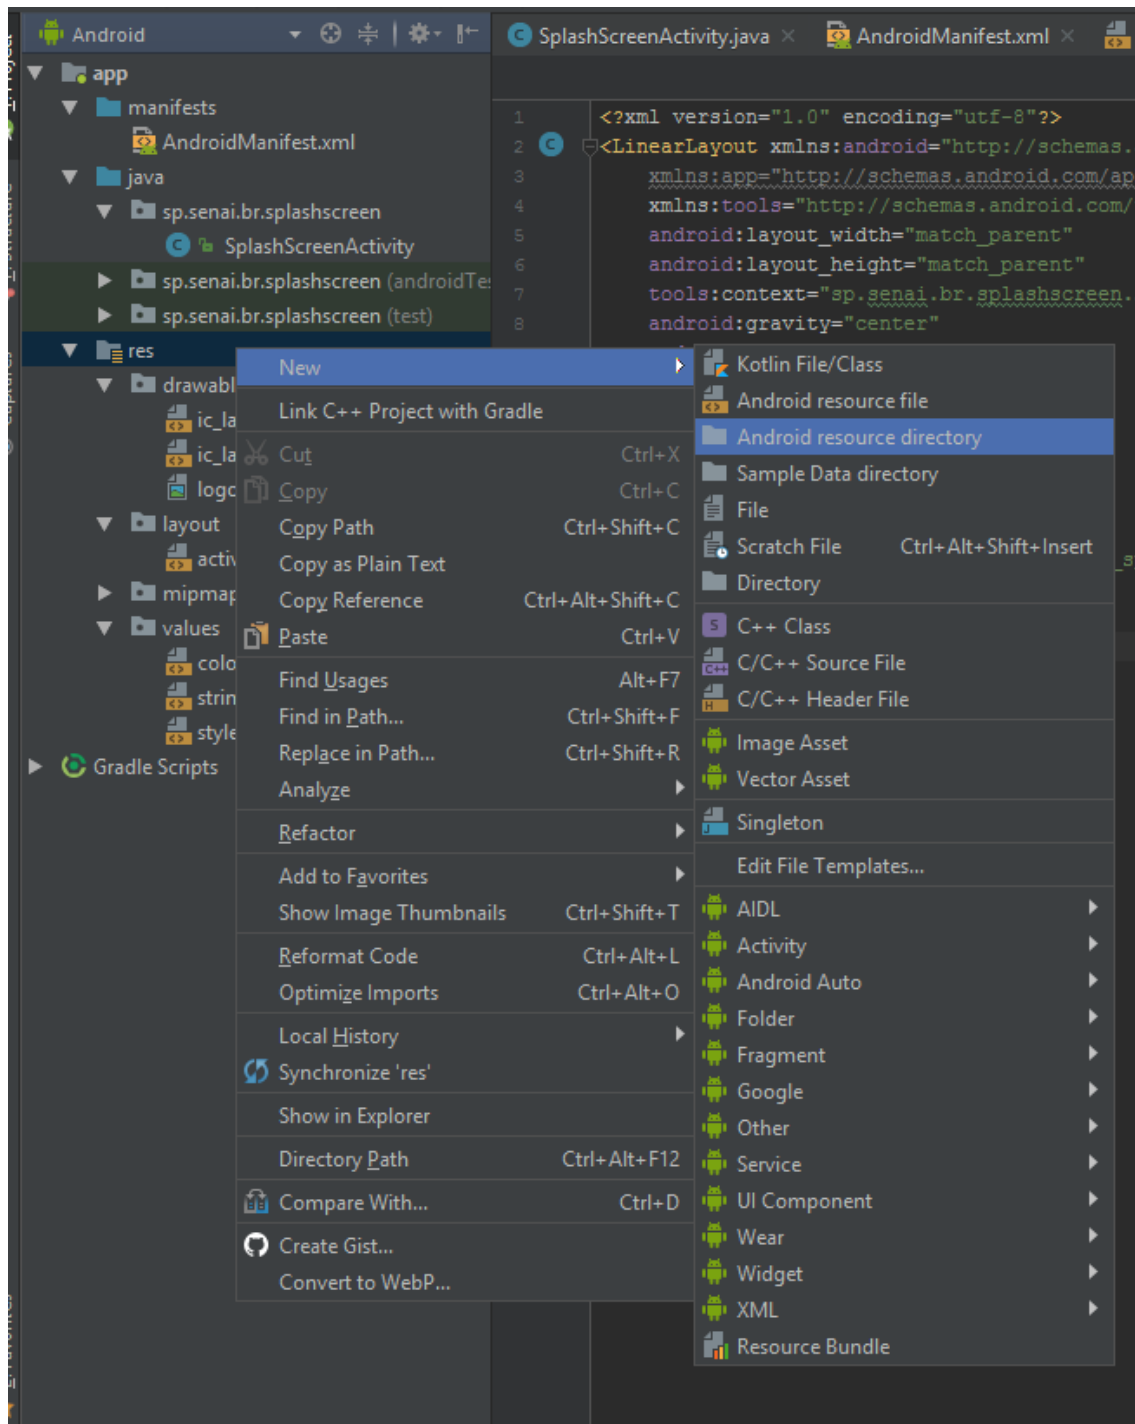 Android
SplashScreenActivity.java
AndroidManifest.xml
app
manifests
AndroidManifest.xml
java
sp.senai.br.splashscreen
SplashScreenActivity
sp.senai.br.splashscreen (androidTes
sp.senai.br.splashscreen (test)
res
drawabl
ic_la
ic_la
logo
layout
activ
mipmap
values
colo
strin
style
Gradle Scripts
1 <?xml version="1.0" encoding="utf-8"?>
2 <LinearLayout xmlns:android="http://schemas.
3 xmlns:app="http://schemas.android.com/ap
4 xmlns:tools="http://schemas.android.com/
5 android:layout_width="match_parent"
6 android:layout_height="match_parent"
7 tools:context="sp.senai.br.splashscreen.
8 android:gravity="center"
New
Link C++ Project with Gradle
Cut Ctrl+X
Copy Ctrl+C
Copy Path Ctrl+Shift+C
Copy as Plain Text
Copy Reference Ctrl+Alt+Shift+C
Paste Ctrl+V
Find Usages Alt+F7
Find in Path... Ctrl+Shift+F
Replace in Path... Ctrl+Shift+R
Analyze
Refactor
Add to Favorites
Show Image Thumbnails Ctrl+Shift+T
Reformat Code Ctrl+Alt+L
Optimize Imports Ctrl+Alt+O
Local History
Synchronize 'res'
Show in Explorer
Directory Path Ctrl+Alt+F12
Compare With... Ctrl+D
Create Gist...
Convert to WebP...
Kotlin File/Class
Android resource file
Android resource directory
Sample Data directory
File
Scratch File Ctrl+Alt+Shift+Insert
Directory
C++ Class
C/C++ Source File
C/C++ Header File
Image Asset
Vector Asset
Singleton
Edit File Templates...
AIDL
Activity
Android Auto
Folder
Fragment
Google
Other
Service
UI Component
Wear
Widget
XML
Resource Bundle